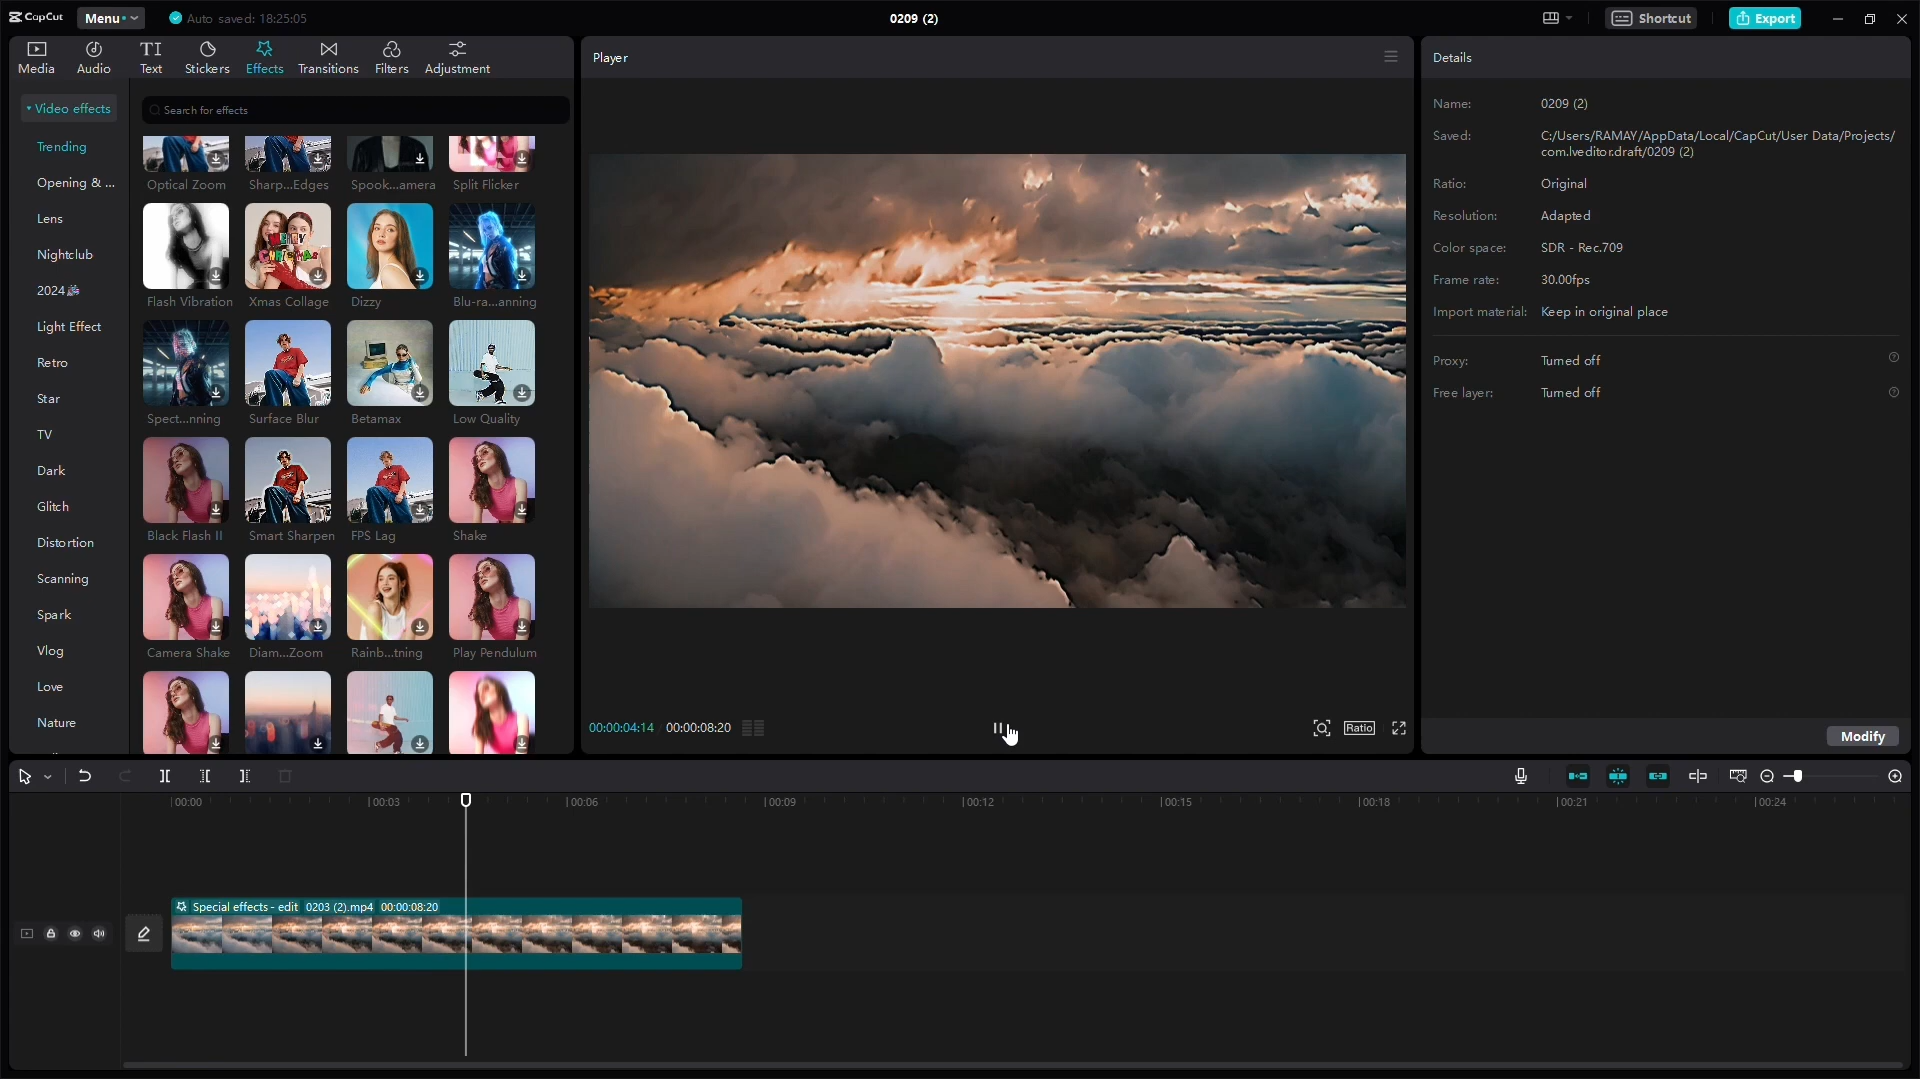 CapCut
Menu
Auto saved: 18:25:05
0209 (2)
Shortcut
Export
Media
Audio
TI
Text
Stickers
Effects
Transitions
Filters
Adjustment
Video effects
Trending
Opening & ...
Lens
Nightclub
2024🎉
Light Effect
Retro
Star
TV
Dark
Glitch
Distortion
Scanning
Spark
Vlog
Love
Nature
Search for effects
Optical Zoom
Sharp...Edges
Spook...amera
Split Flicker
MERRY
CHRISTMAS
Flash Vibration
Xmas Collage
Dizzy
Blu-ra...anning
Spect...nning
Surface Blur
Betamax
Low Quality
Black Flash II
Smart Sharpen
FPS Lag
Shake
Camera Shake
Diam...Zoom
Rainb...tning
Play Pendulum
Player
00:00:04:14
00:00:08:20
Ratio
Details
Name: 0209 (2)
Saved: C:/Users/RAMAY/AppData/Local/CapCut/User Data/Projects/
com.lveditor.draft/0209 (2)
Ratio: Original
Resolution: Adapted
Color space: SDR - Rec.709
Frame rate: 30.00fps
Import material: Keep in original place
Proxy: Turned off
Free layer: Turned off
Modify
00:00
00:03
00:06
00:09
00:12
00:15
00:18
00:21
00:24
Special effects - edit 0203 (2).mp4 00:00:08:20